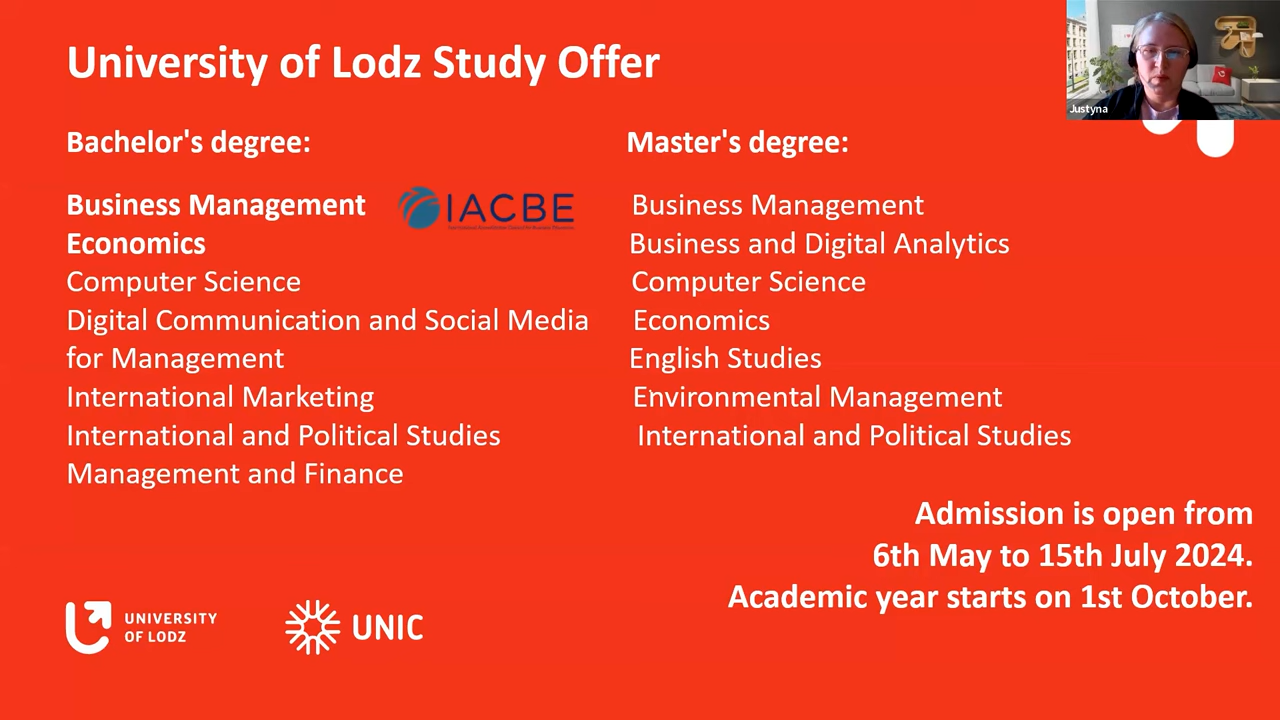 University of Lodz Study Offer
Justyna
Bachelor's degree:
Business Management
IACBE
Economics
Computer Science
Digital Communication and Social Media
for Management
International Marketing
International and Political Studies
Management and Finance
Master's degree:
Business Management
Business and Digital Analytics
Computer Science
Economics
English Studies
Environmental Management
International and Political Studies
Admission is open from
6th May to 15th July 2024.
Academic year starts on 1st October.
UNIVERSITY
OF LODZ
UNIC